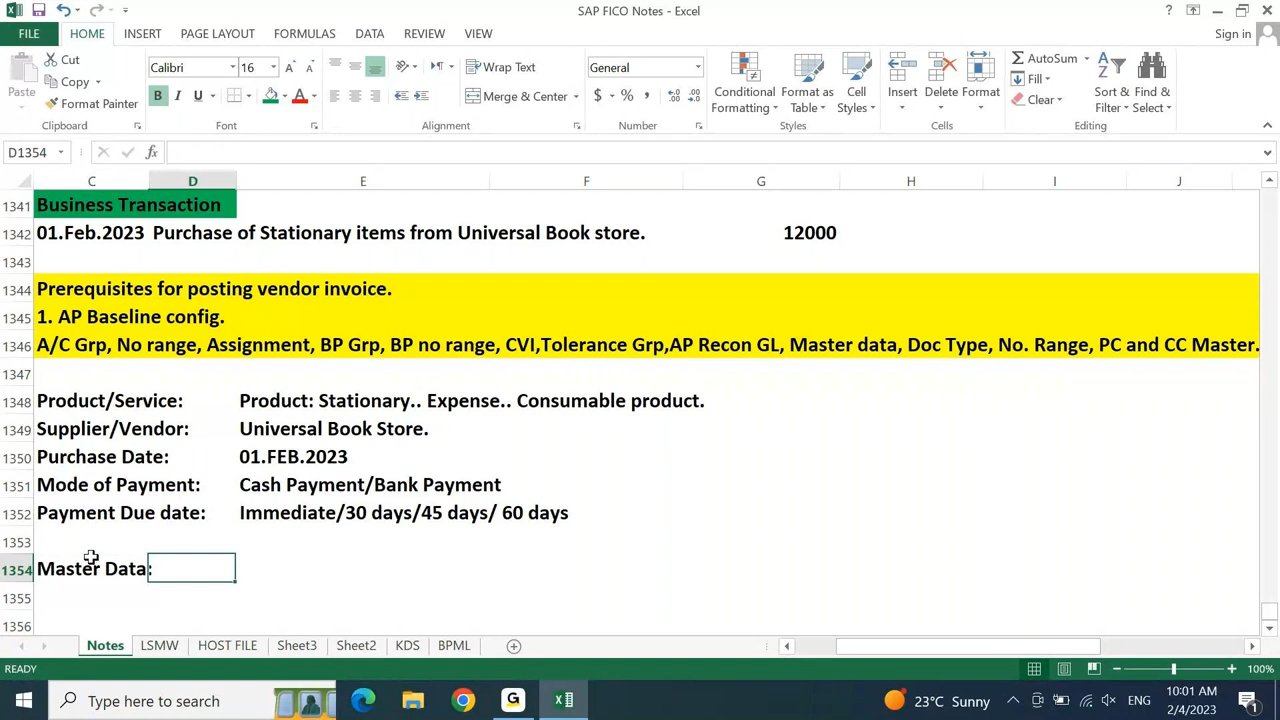 SAP FICO Notes - Excel
FILE HOME INSERT PAGE LAYOUT FORMULAS DATA REVIEW VIEW Sign in
Cut
Copy
Format Painter
Paste
Clipboard
Calibri 16
B I U A
Font
Wrap Text
Merge & Center
Alignment
General
$ % ,
Number
Conditional Formatting
Format as Table
Cell Styles
Styles
Insert
Delete
Format
Cells
AutoSum
Fill
Clear
Sort & Filter
Find & Select
Editing
D1354 fx
C D E F G H I J
1341 Business Transaction
1342 01.Feb.2023 Purchase of Stationary items from Universal Book store. 12000
1343
1344 Prerequisites for posting vendor invoice.
1345 1. AP Baseline config.
1346 A/C Grp, No range, Assignment, BP Grp, BP no range, CVI,Tolerance Grp,AP Recon GL, Master data, Doc Type, No. Range, PC and CC Master.
1347
1348 Product/Service: Product: Stationary.. Expense.. Consumable product.
1349 Supplier/Vendor: Universal Book Store.
1350 Purchase Date: 01.FEB.2023
1351 Mode of Payment: Cash Payment/Bank Payment
1352 Payment Due date: Immediate/30 days/45 days/ 60 days
1353
1354 Master Data:
1355
1356
Notes LSMW HOST FILE Sheet3 Sheet2 KDS BPML
READY 100%
Type here to search 23°C Sunny ENG 10:01 AM
2/4/2023 1